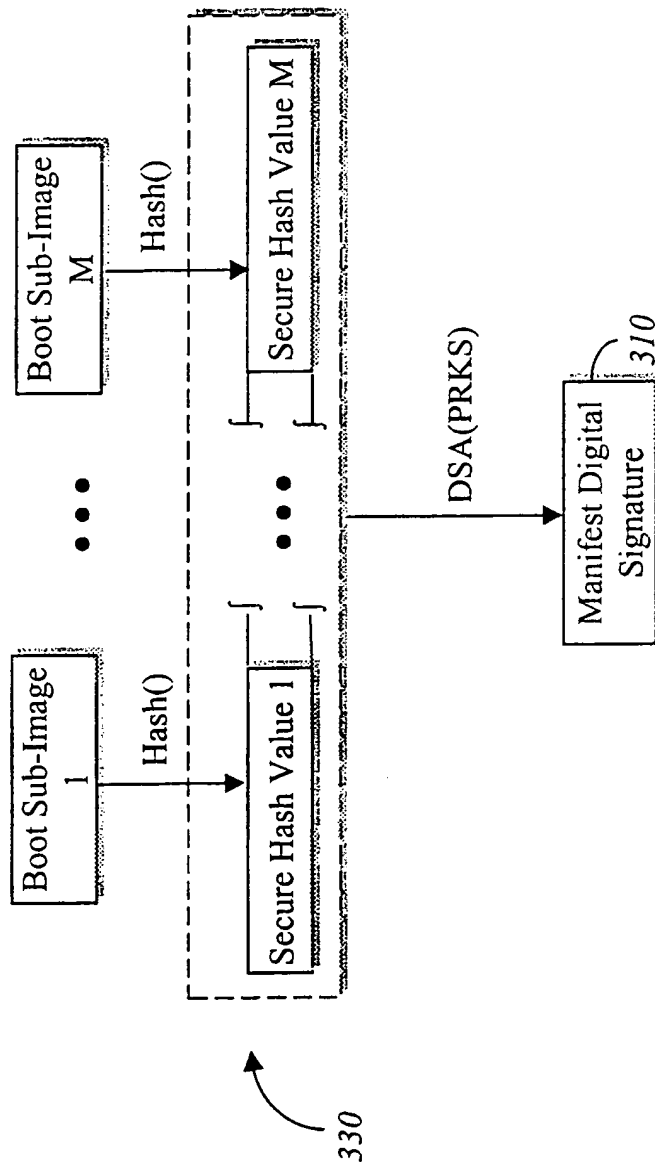 Boot Sub-Image
1
Boot Sub-Image
M
Hash()
Hash()
Secure Hash Value 1
Secure Hash Value M
330
DSA(PRKS)
Manifest Digital
Signature
310